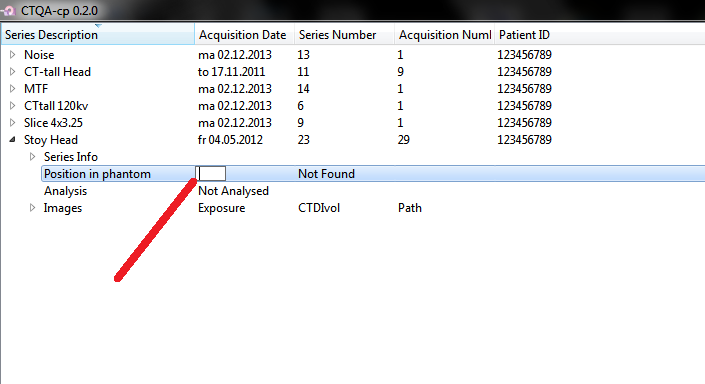 CTQA-cp 0.2.0
Series Description Acquisition Date Series Number Acquisition Numl Patient ID
Noise ma 02.12.2013 13 1 123456789
CT-tall Head to 17.11.2011 11 9 123456789
MTF ma 02.12.2013 14 1 123456789
CTtall 120kv ma 02.12.2013 6 1 123456789
Slice 4x3.25 ma 02.12.2013 9 1 123456789
Stoy Head fr 04.05.2012 23 29 123456789
Series Info
Position in phantom Not Found
Analysis Not Analysed
Images Exposure CTDIvol Path